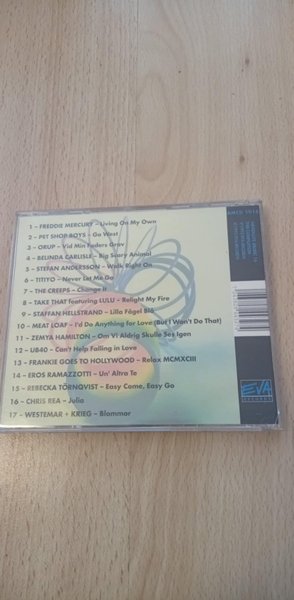 1 – FREDDIE MERCURY – Living On My Own
2 – PET SHOP BOYS – Go West
3 – ORUP – Vid Min Faders Grav
4 – BELINDA CARLISLE – Big Scary Animal
5 – STEFAN ANDERSSON – Walk Right On
6 – TITIYO – Never Let Me Go
7 – THE CREEPS – Change It
8 – TAKE THAT featuring LULU – Relight My Fire
9 – STAFFAN HELLSTRAND – Lilla Fågel Blå
10 – MEAT LOAF – I'd Do Anything for Love (But I Won't Do That)
11 – ZEMYA HAMILTON – Om Vi Aldrig Skulle Ses Igen
12 – UB40 – Can't Help Falling in Love
13 – FRANKIE GOES TO HOLLYWOOD – Relax MCMXCIII
14 – EROS RAMAZZOTTI – Un' Altra Te
15 – REBECKA TÖRNQVIST – Easy Come, Easy Go
16 – CHRIS REA – Julia
17 – WESTEMAR + KRIEG – Blommor
EVA
RECORDS